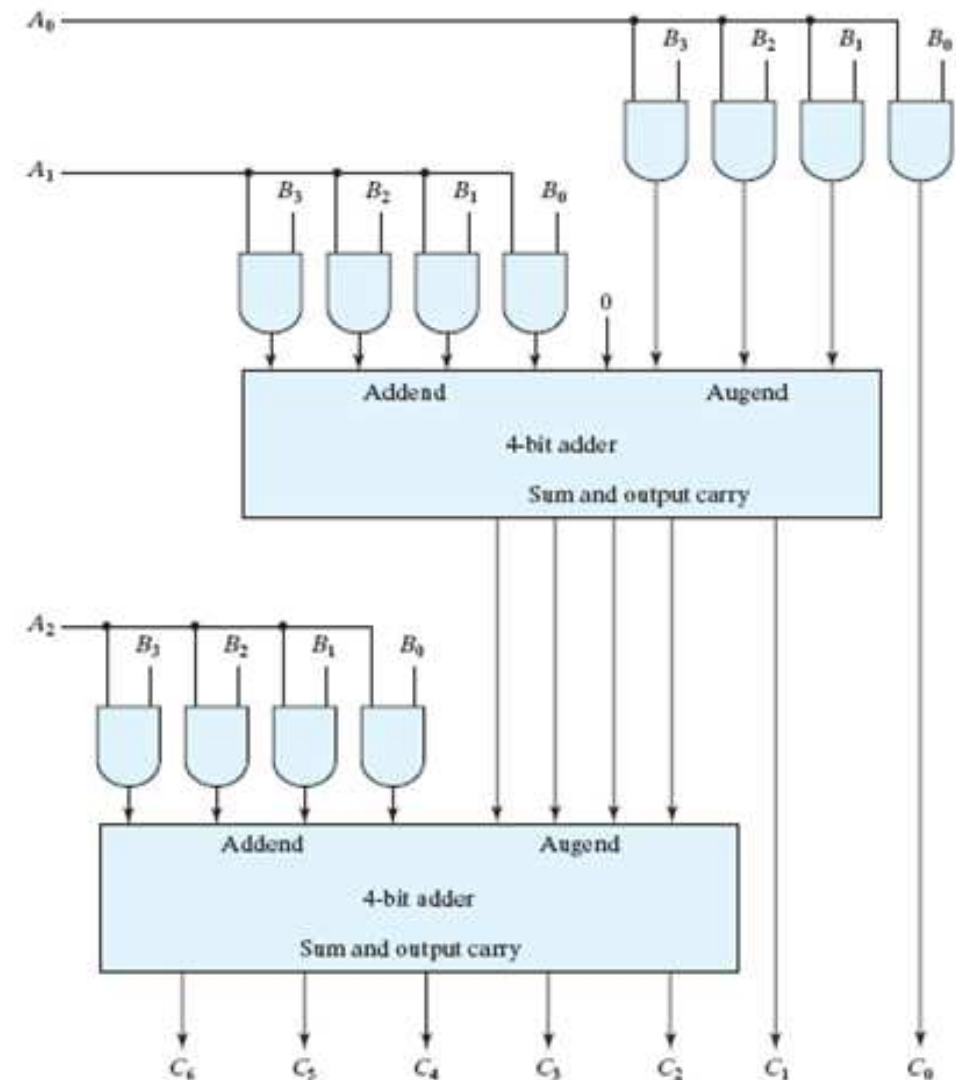 A₀
B₃ B₂ B₁ B₀
A₁
B₃ B₂ B₁ B₀
0
Addend Augend
4-bit adder
Sum and output carry
A₂
B₃ B₂ B₁ B₀
Addend Augend
4-bit adder
Sum and output carry
C₆ C₅ C₄ C₃ C₂ C₁ C₀